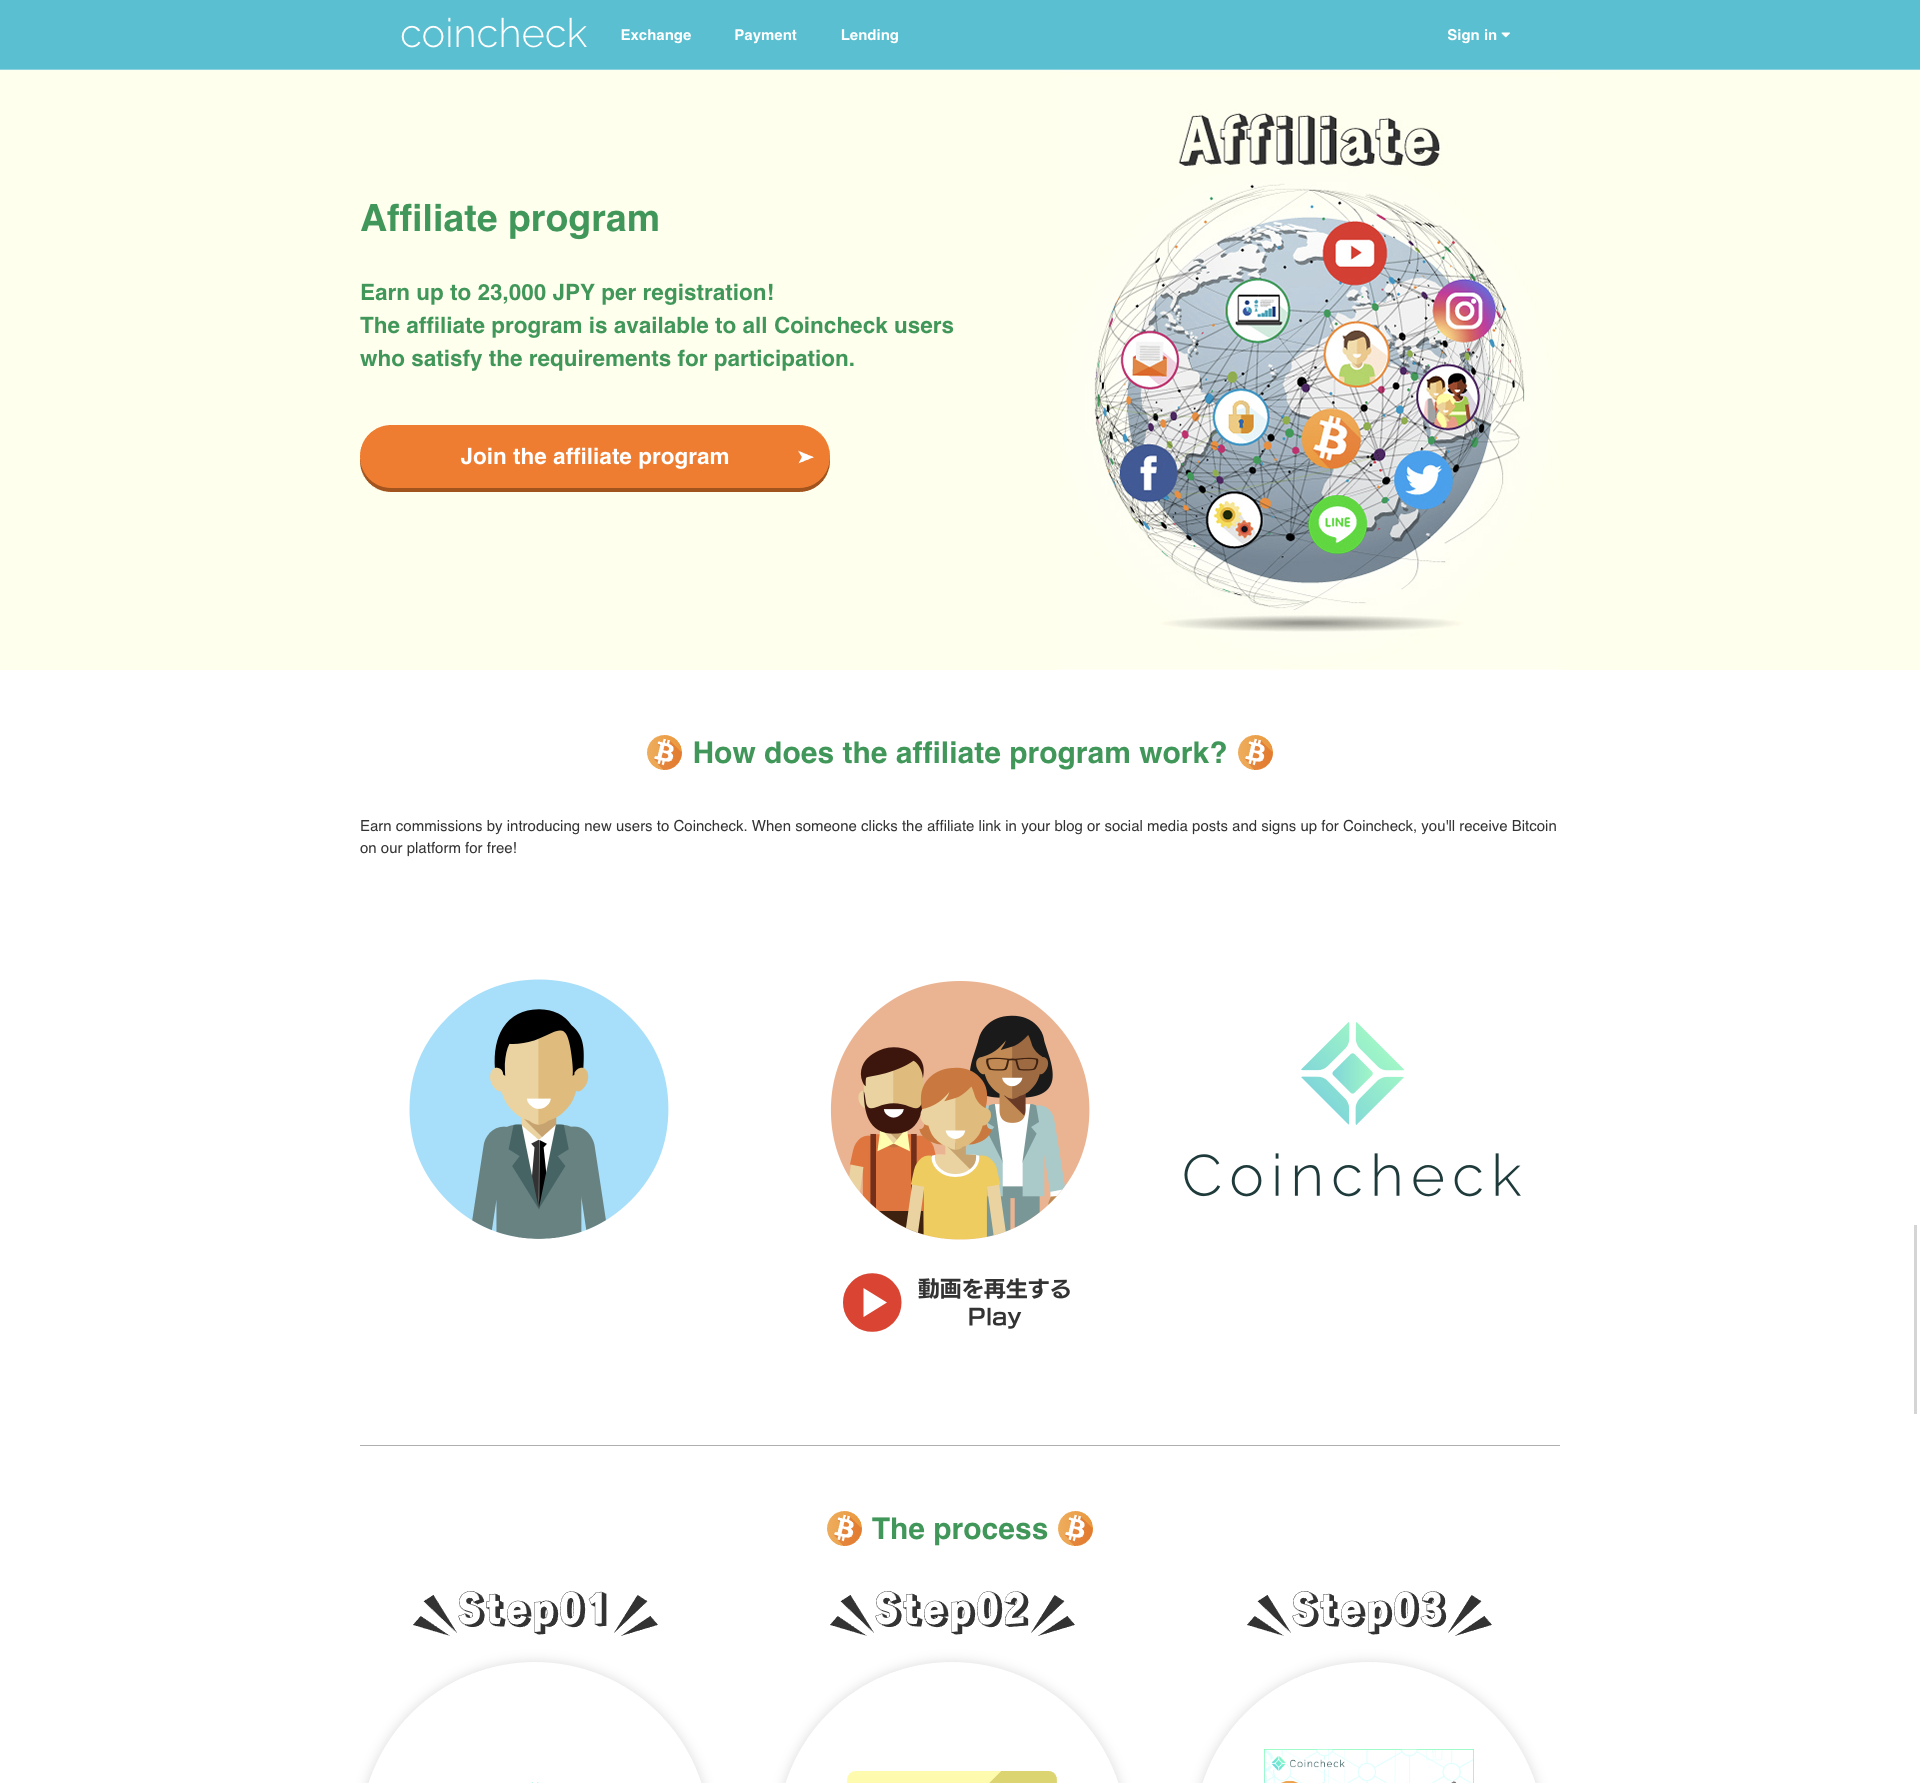 coincheck
Exchange
Payment
Lending
Sign in
Affiliate
Affiliate program
Earn up to 23,000 JPY per registration!
The affiliate program is available to all Coincheck users
who satisfy the requirements for participation.
Join the affiliate program
LINE
How does the affiliate program work?
Earn commissions by introducing new users to Coincheck. When someone clicks the affiliate link in your blog or social media posts and signs up for Coincheck, you'll receive Bitcoin
on our platform for free!
Coincheck
動画を再生する
Play
The process
Step01
Step02
Step03
Coincheck